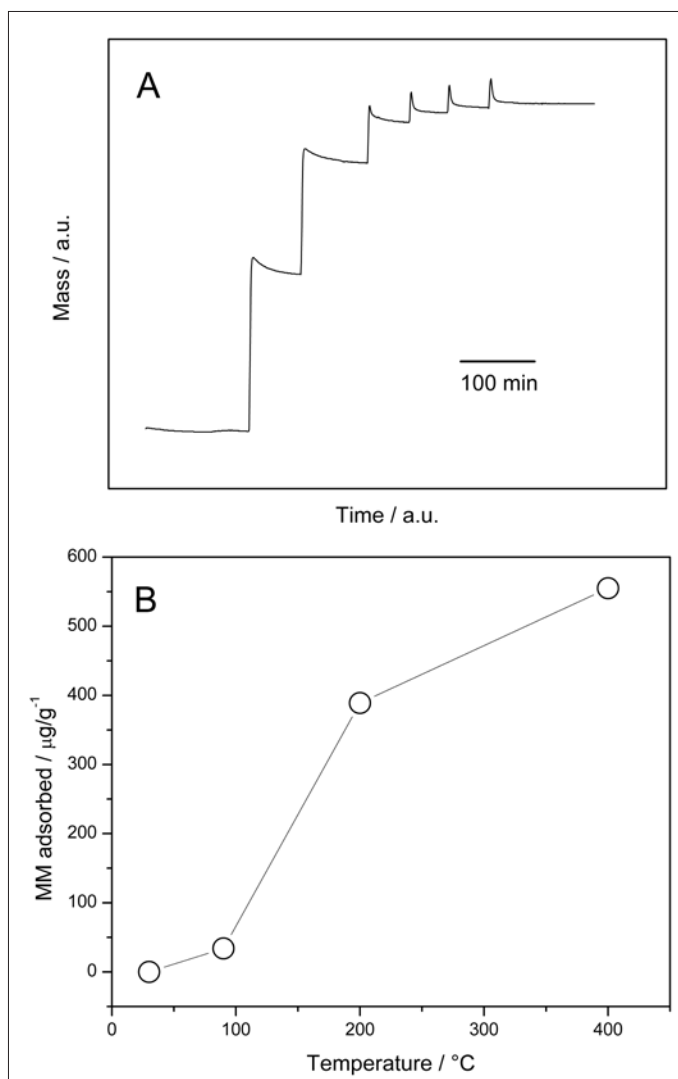 A
Mass / a.u.
100 min
Time / a.u.
B
MM adsorbed / μg/g⁻¹
600
500
400
300
200
100
0
0 100 200 300 400
Temperature / °C